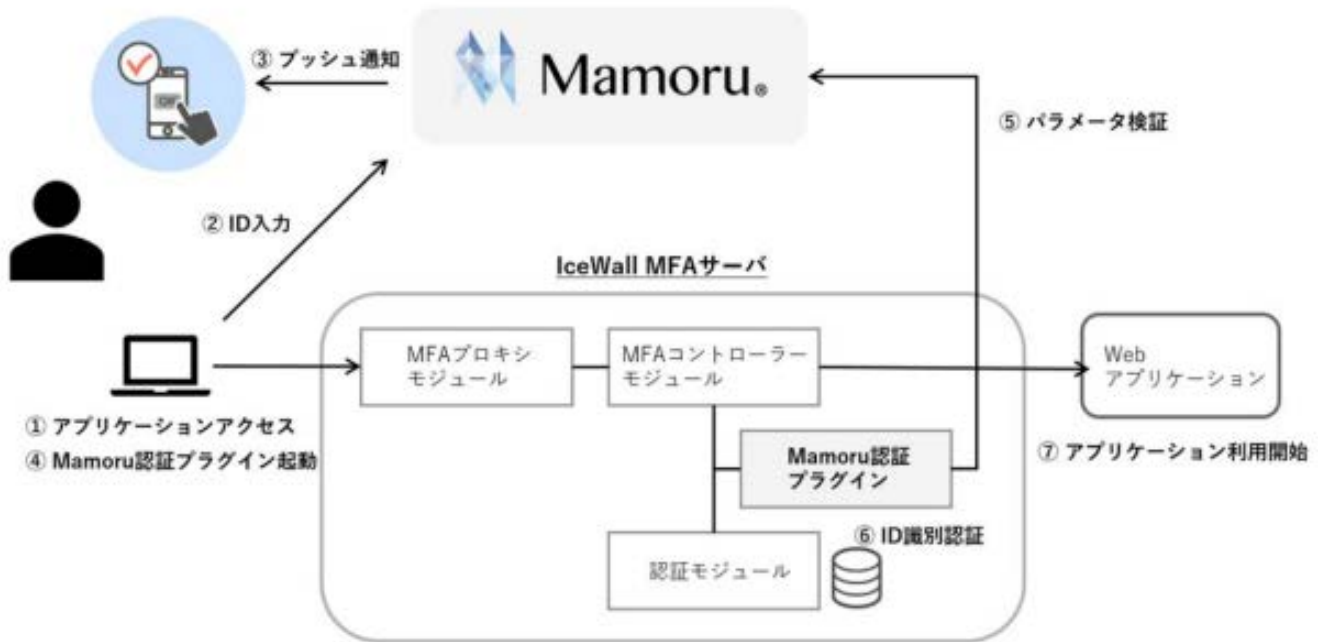 ③ プッシュ通知
Mamoru®
⑤ パラメータ検証
② ID入力
IceWall MFAサーバ
MFAプロキシ
モジュール
MFAコントローラー
モジュール
Web
アプリケーション
① アプリケーションアクセス
④ Mamoru認証プラグイン起動
Mamoru認証
プラグイン
⑦ アプリケーション利用開始
⑥ ID識別認証
認証モジュール